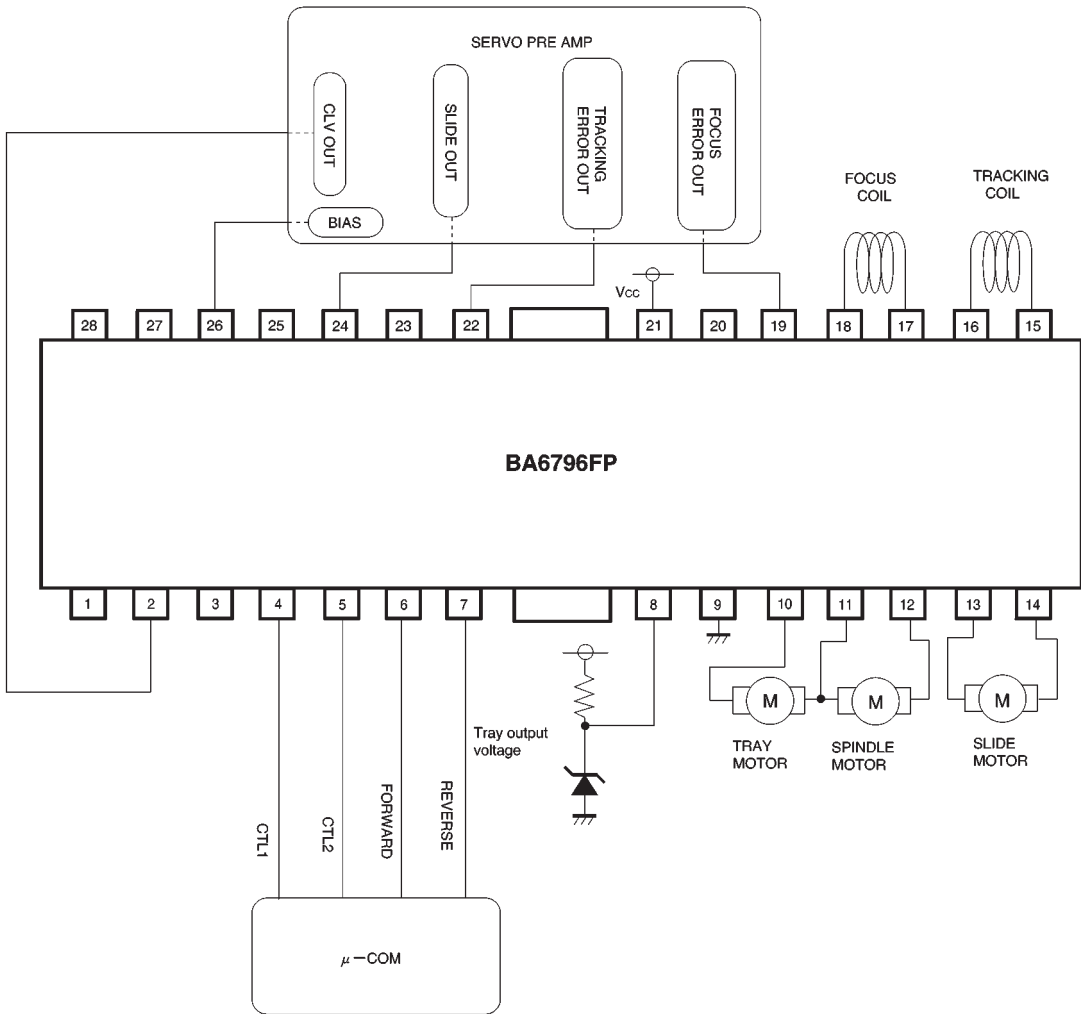 SERVO PRE AMP
CLV OUT
SLIDE OUT
TRACKING
ERROR OUT
FOCUS
ERROR OUT
BIAS
FOCUS
COIL
TRACKING
COIL
Vcc
28 27 26 25 24 23 22 21 20 19 18 17 16 15
BA6796FP
1 2 3 4 5 6 7 8 9 10 11 12 13 14
M M M
Tray output
voltage
TRAY
MOTOR
SPINDLE
MOTOR
SLIDE
MOTOR
CTL1
CTL2
FORWARD
REVERSE
μ-COM